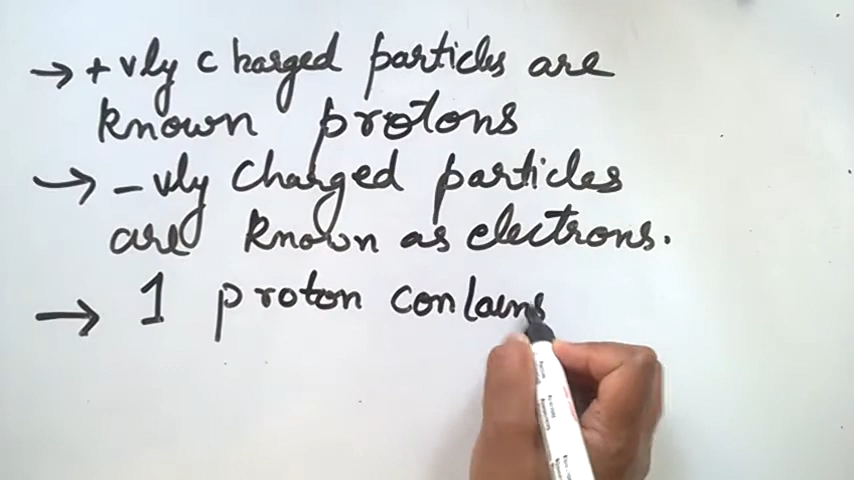 → +vly charged particles are
known protons
→ -vly charged particles
are known as electrons.
→ 1 proton contains